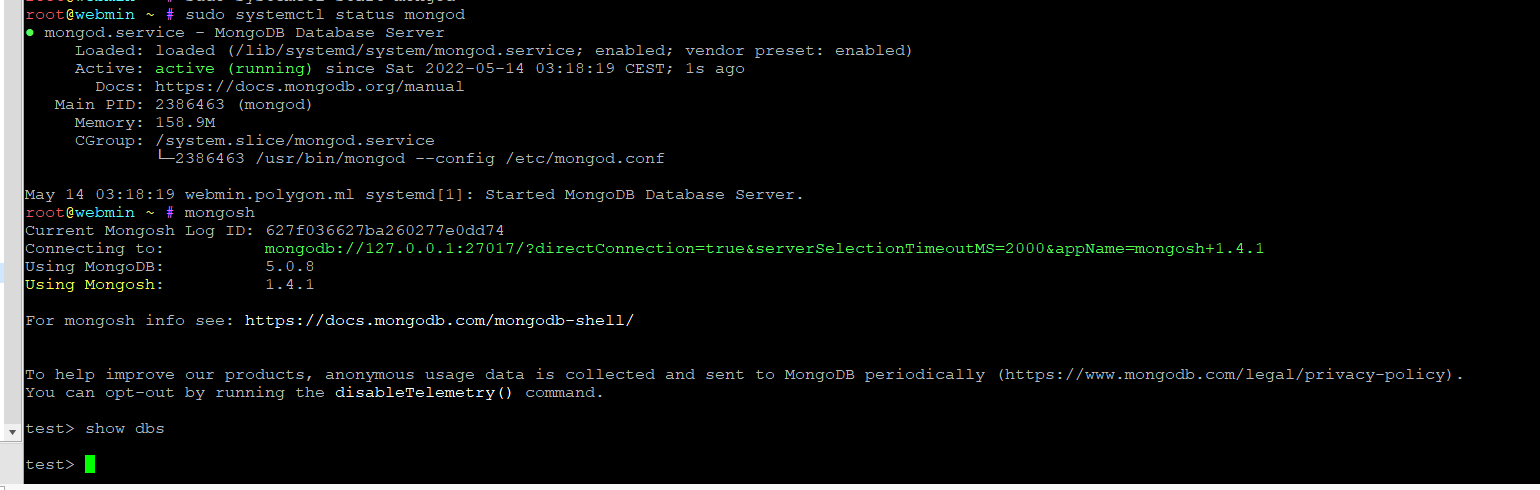 root@webmin ~ # sudo systemctl status mongod
● mongod.service - MongoDB Database Server
Loaded: loaded (/lib/systemd/system/mongod.service; enabled; vendor preset: enabled)
Active: active (running) since Sat 2022-05-14 03:18:19 CEST; 1s ago
Docs: https://docs.mongodb.org/manual
Main PID: 2386463 (mongod)
Memory: 158.9M
CGroup: /system.slice/mongod.service
└─2386463 /usr/bin/mongod --config /etc/mongod.conf
May 14 03:18:19 webmin.polygon.ml systemd[1]: Started MongoDB Database Server.
root@webmin ~ # mongosh
Current Mongosh Log ID: 627f036627ba260277e0dd74
Connecting to: mongodb://127.0.0.1:27017/?directConnection=true&serverSelectionTimeoutMS=2000&appName=mongosh+1.4.1
Using MongoDB: 5.0.8
Using Mongosh: 1.4.1
For mongosh info see: https://docs.mongodb.com/mongodb-shell/
To help improve our products, anonymous usage data is collected and sent to MongoDB periodically (https://www.mongodb.com/legal/privacy-policy).
You can opt-out by running the disableTelemetry() command.
test> show dbs
test>